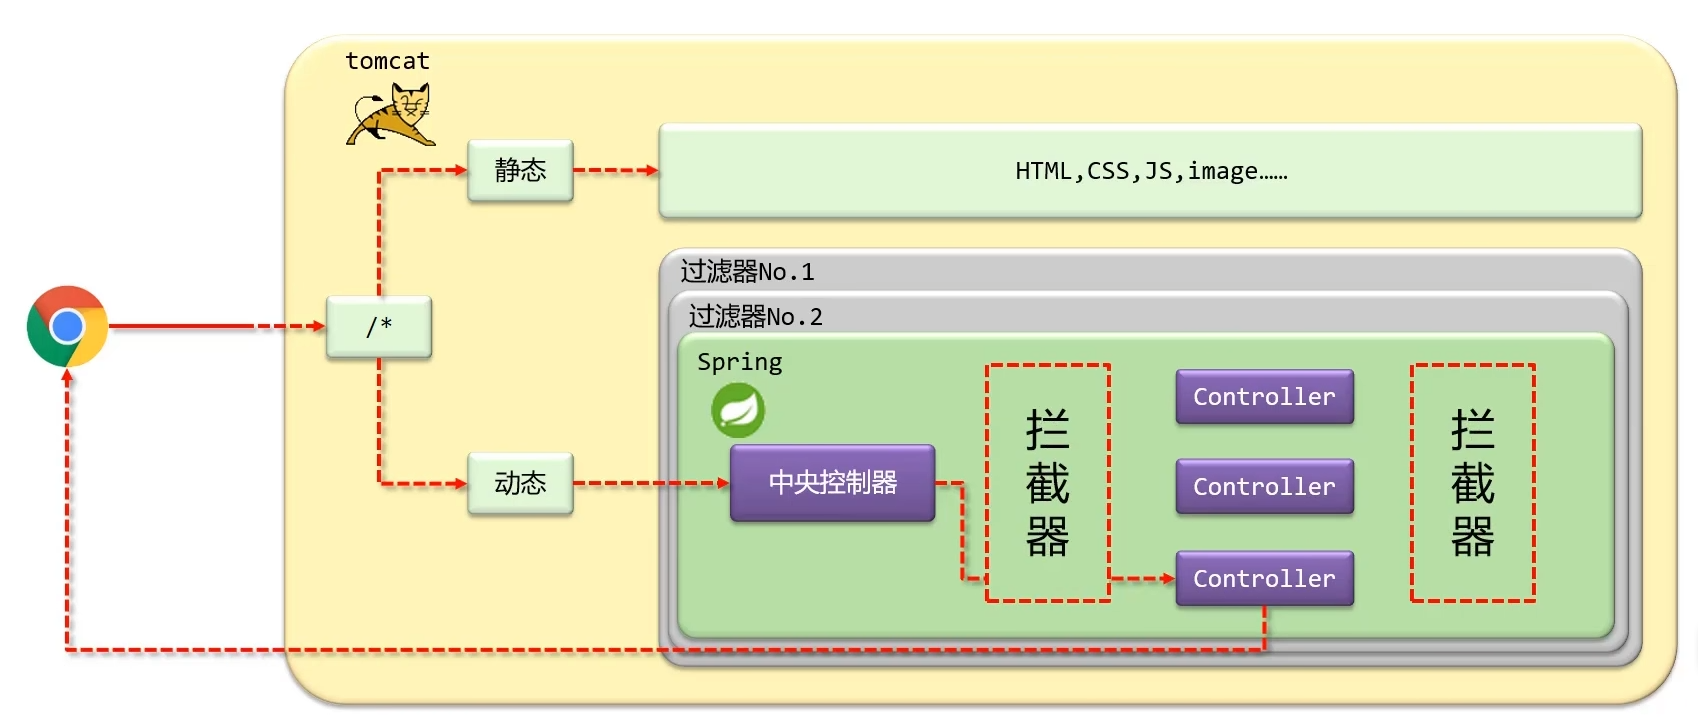 tomcat
静态
HTML,CSS,JS,image……
/*
动态
过滤器No.1
过滤器No.2
Spring
中央控制器
拦截器
Controller
Controller
Controller
拦截器